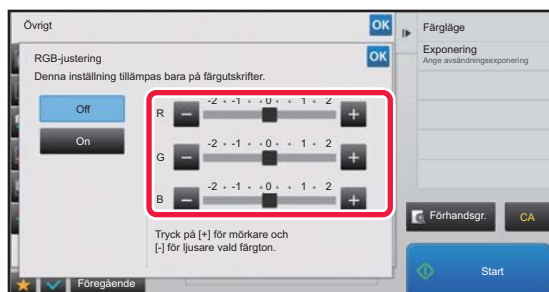 Övrigt
OK
RGB-justering
OK
Denna inställning tillämpas bara på färgutskrifter.
Off
On
-2 • -1 • • 0 • • 1 • 2
R − +
-2 • -1 • • 0 • • 1 • 2
G − +
-2 • -1 • • 0 • • 1 • 2
B − +
Tryck på [+] för mörkare och
[-] för ljusare vald färgton.
Föregående
Färgläge
Exponering
Ange avsändningsexponering
Förhandsgr.
CA
Start